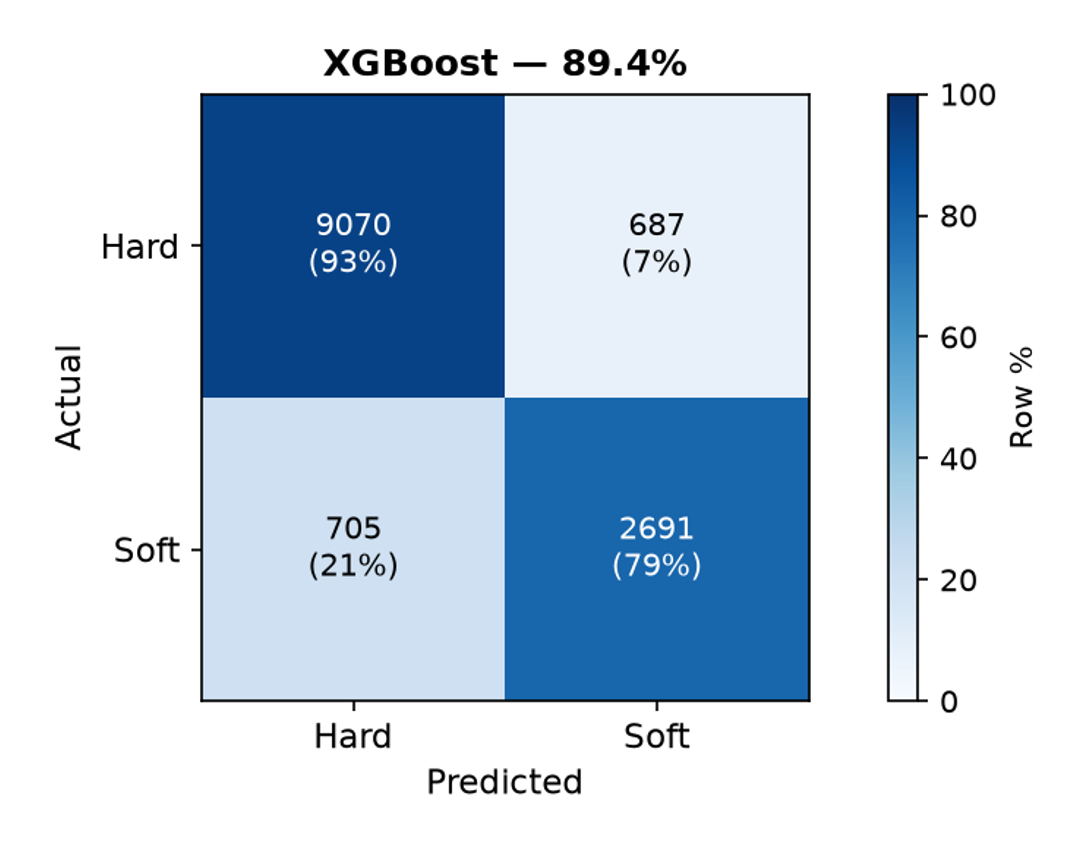 XGBoost — 89.4%
Actual
Hard
9070
(93%)
687
(7%)
Soft
705
(21%)
2691
(79%)
Hard
Soft
Predicted
100
80
60
40
20
0
Row %